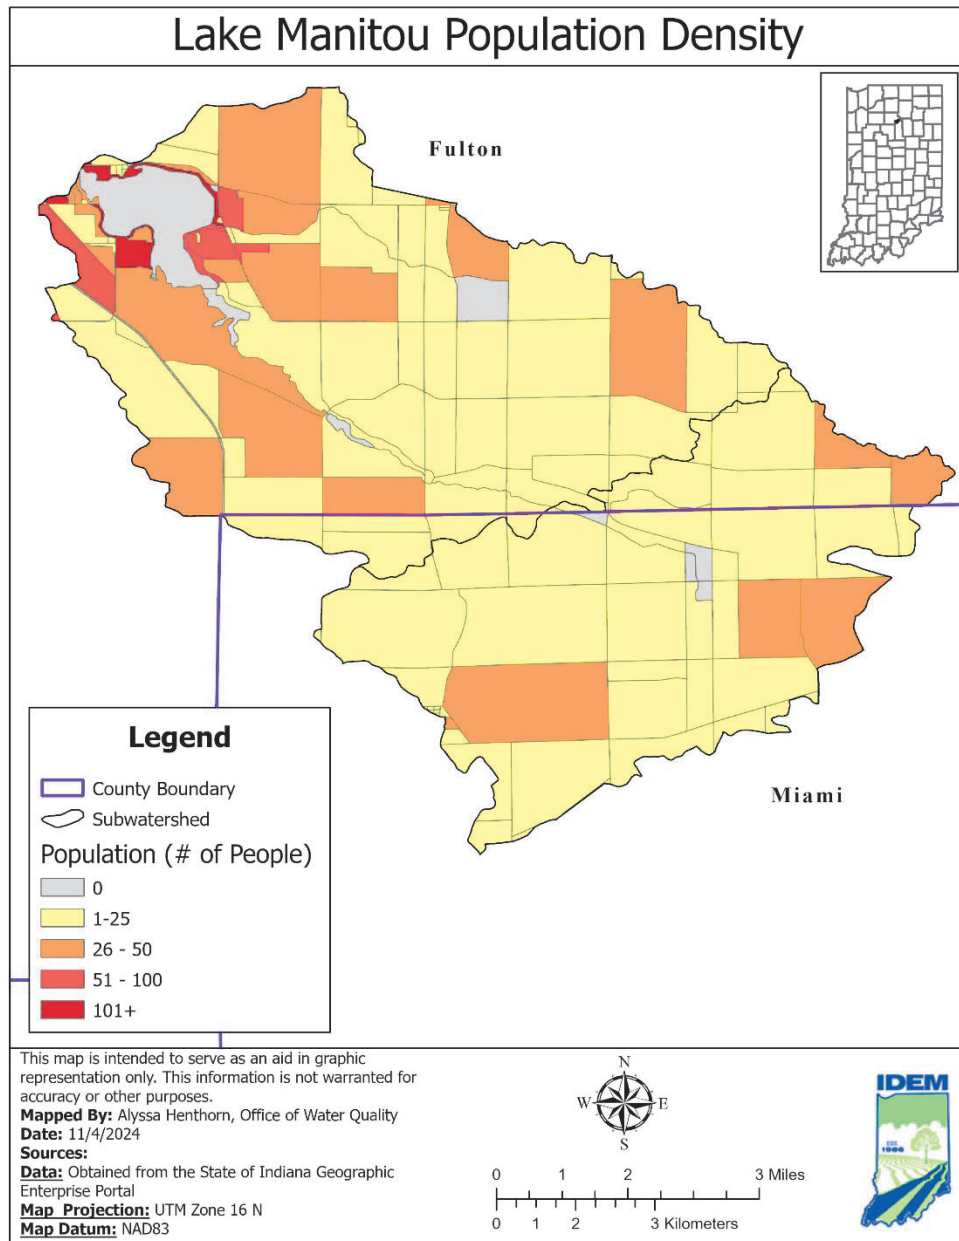 Lake Manitou Population Density
Fulton
Miami
Legend
County Boundary
Subwatershed
Population (# of People)
0
1-25
26 - 50
51 - 100
101+
This map is intended to serve as an aid in graphic
representation only. This information is not warranted for
accuracy or other purposes.
Mapped By: Alyssa Henthorn, Office of Water Quality
Date: 11/4/2024
Sources:
Data: Obtained from the State of Indiana Geographic
Enterprise Portal
Map Projection: UTM Zone 16 N
Map Datum: NAD83
N
W E
S
0 1 2 3 Miles
0 1 2 3 Kilometers
IDEM
EST.
1986